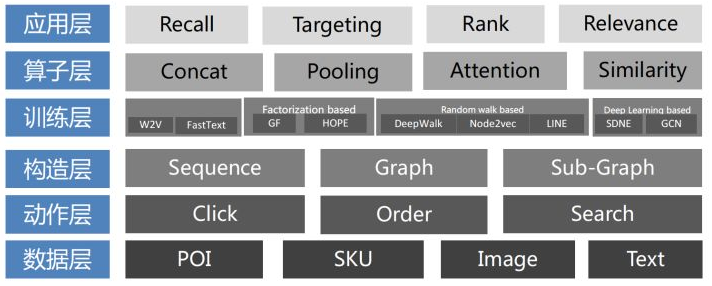 应用层 Recall Targeting Rank Relevance
算子层 Concat Pooling Attention Similarity
训练层 Factorization based Random walk based Deep Learning based
W2V FastText GF HOPE DeepWalk Node2vec LINE SDNE GCN
构造层 Sequence Graph Sub-Graph
动作层 Click Order Search
数据层 POI SKU Image Text